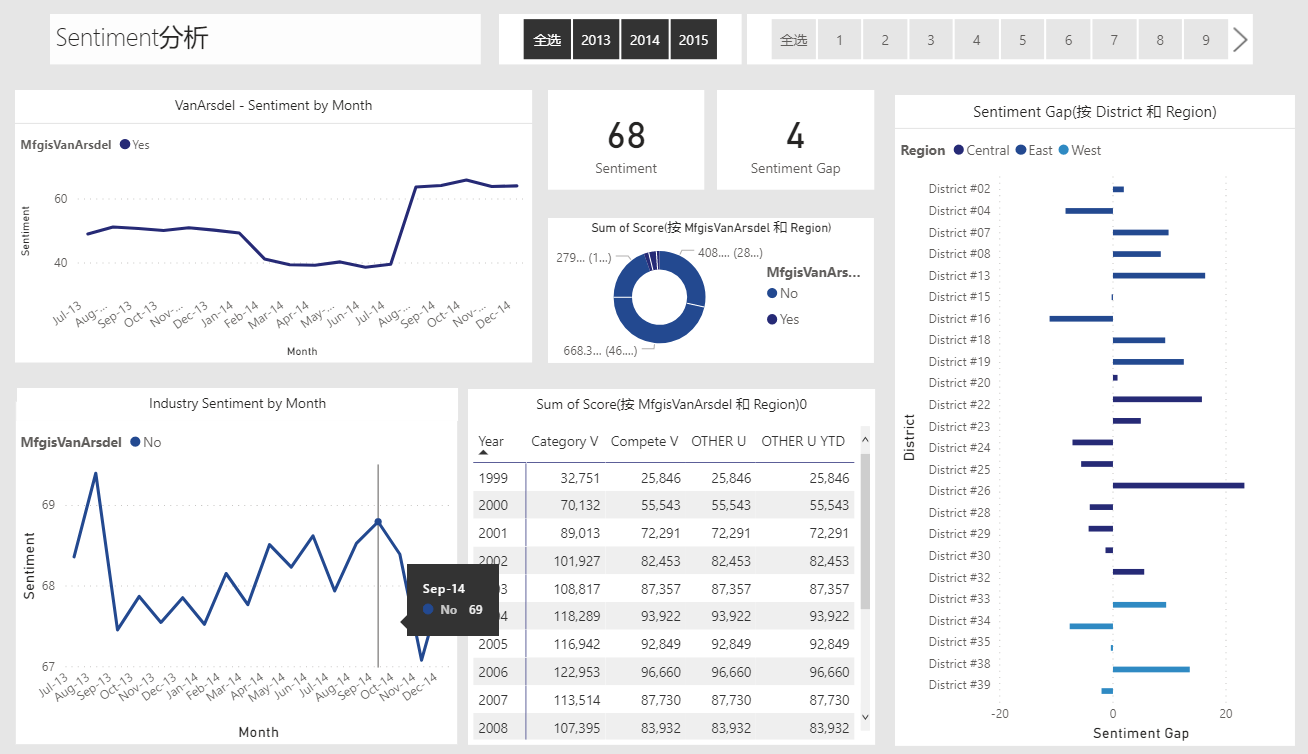 Sentiment分析
全选 2013 2014 2015
全选 1 2 3 4 5 6 7 8 9
VanArsdel - Sentiment by Month
MfgisVanArsdel Yes
Sentiment
60
40
Jul-13 Aug-... Sep-13 Oct-13 Nov-... Dec-13 Jan-14 Feb-14 Mar-14 Apr-14 May-... Jun-14 Jul-14 Aug-... Sep-14 Oct-14 Nov-... Dec-14
Month
68
Sentiment
4
Sentiment Gap
Sum of Score(按 MfgisVanArsdel 和 Region)
279... (1...)
408.... (28...)
668.3... (46....)
MfgisVanArs...
No
Yes
Sentiment Gap(按 District 和 Region)
Region Central East West
District
District #02
District #04
District #07
District #08
District #13
District #15
District #16
District #18
District #19
District #20
District #22
District #23
District #24
District #25
District #26
District #28
District #29
District #30
District #32
District #33
District #34
District #35
District #38
District #39
-20 0 20
Sentiment Gap
Industry Sentiment by Month
MfgisVanArsdel No
Sentiment
69
68
67
Jul-13 Aug-13 Sep-13 Oct-13 Nov-13 Dec-13 Jan-14 Feb-14 Mar-14 Apr-14 May-14 Jun-14 Jul-14 Aug-14 Sep-14 Oct-14 Nov-14 Dec-14
Month
Sep-14
No 69
Sum of Score(按 MfgisVanArsdel 和 Region)0
Year Category V Compete V OTHER U OTHER U YTD
1999 32,751 25,846 25,846 25,846
2000 70,132 55,543 55,543 55,543
2001 89,013 72,291 72,291 72,291
2002 101,927 82,453 82,453 82,453
03 108,817 87,357 87,357 87,357
04 118,289 93,922 93,922 93,922
2005 116,942 92,849 92,849 92,849
2006 122,953 96,660 96,660 96,660
2007 113,514 87,730 87,730 87,730
2008 107,395 83,932 83,932 83,932